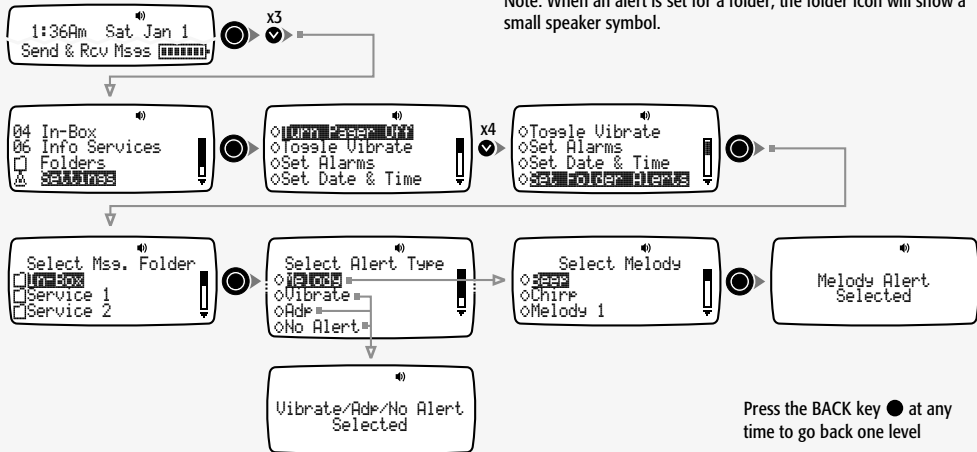 Note: When an alert is set for a folder, the folder icon will show a
small speaker symbol.
1:36Am Sat Jan 1
Send & Rcv Msgs
x3
04 In-Box
06 Info Services
Folders
Settings
Turn Pager Off
Toggle Vibrate
Set Alarms
Set Date & Time
x4
Toggle Vibrate
Set Alarms
Set Date & Time
Set Folder Alerts
Select Msg. Folder
In-Box
Service 1
Service 2
Select Alert Type
Melody
Vibrate
Adp
No Alert
Select Melody
Beep
Chirp
Melody 1
Melody Alert
Selected
Vibrate/Adp/No Alert
Selected
Press the BACK key at any
time to go back one level